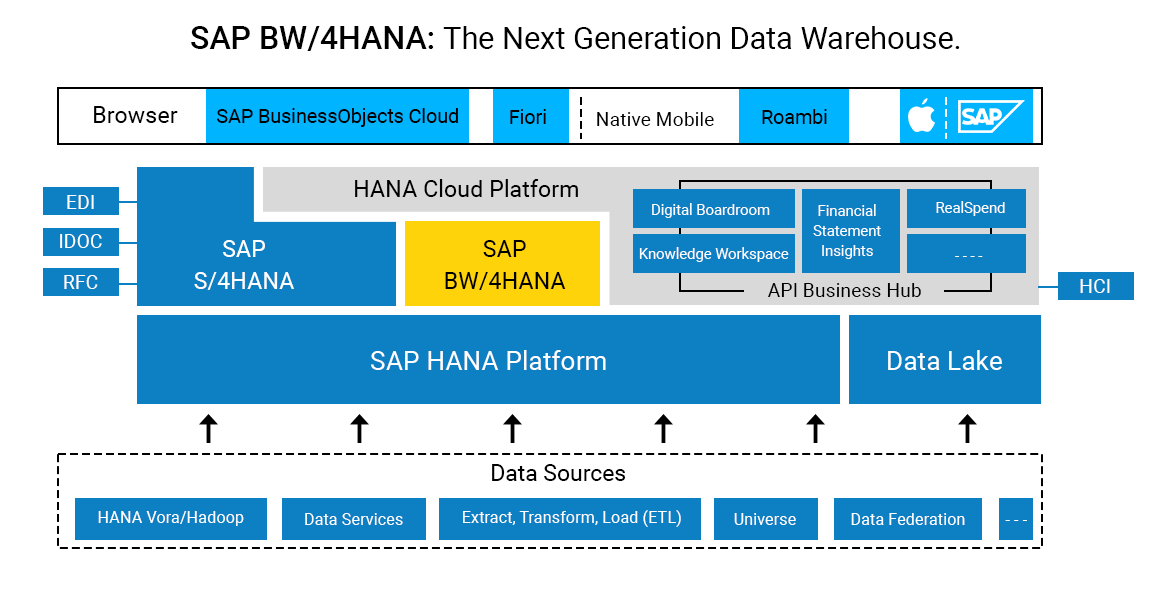 SAP BW/4HANA: The Next Generation Data Warehouse.
Browser
SAP BusinessObjects Cloud
Fiori
Native Mobile
Roambi
SAP
EDI
IDOC
RFC
SAP
S/4HANA
HANA Cloud Platform
SAP
BW/4HANA
Digital Boardroom
Knowledge Workspace
Financial
Statement
Insights
RealSpend
----
API Business Hub
HCI
SAP HANA Platform
Data Lake
Data Sources
HANA Vora/Hadoop
Data Services
Extract, Transform, Load (ETL)
Universe
Data Federation
---